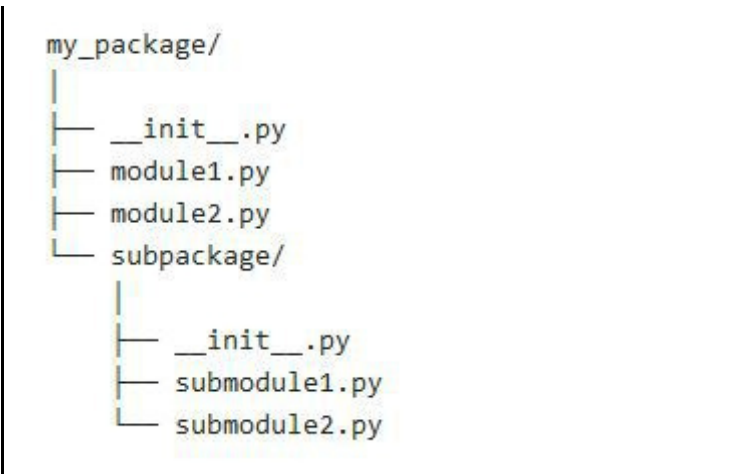 my_package/
│
├── __init__.py
├── module1.py
├── module2.py
└── subpackage/
    │
    ├── __init__.py
    ├── submodule1.py
    └── submodule2.py